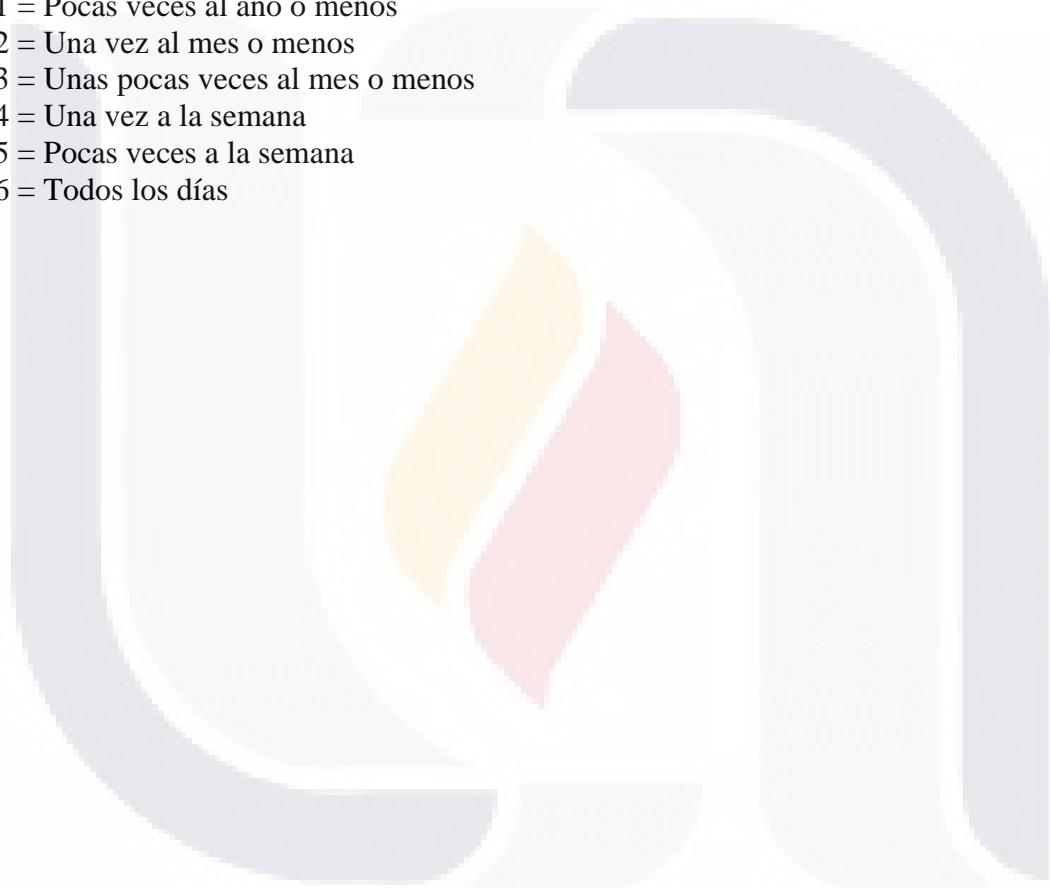 1 = Pocas veces al año o menos
2 = Una vez al mes o menos
3 = Unas pocas veces al mes o menos
4 = Una vez a la semana
5 = Pocas veces a la semana
6 = Todos los días